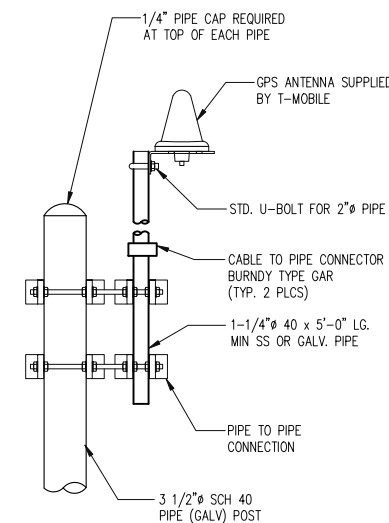 1/4" PIPE CAP REQUIRED
AT TOP OF EACH PIPE
GPS ANTENNA SUPPLIED
BY T-MOBILE
STD. U-BOLT FOR 2"ø PIPE
CABLE TO PIPE CONNECTOR
BURNDY TYPE GAR
(TYP. 2 PLCS)
1-1/4"ø 40 x 5'-0" LG.
MIN SS OR GALV. PIPE
PIPE TO PIPE
CONNECTION
3 1/2"ø SCH 40
PIPE (GALV) POST